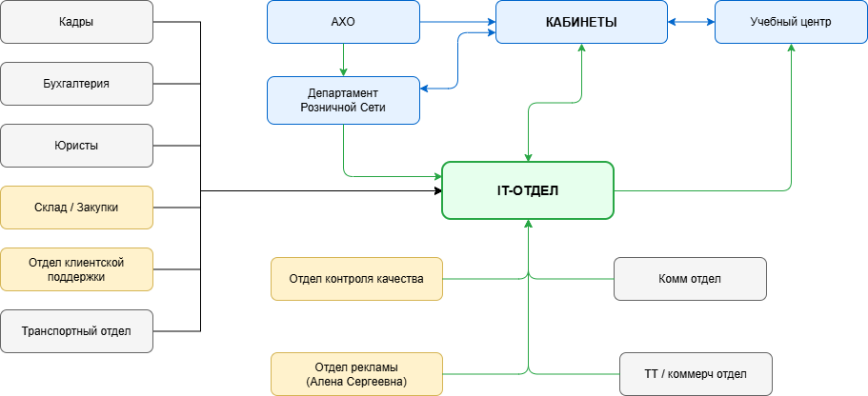 Кадры
АХО
КАБИНЕТЫ
Учебный центр
Бухгалтерия
Департамент
Розничной Сети
Юристы
IT-ОТДЕЛ
Склад / Закупки
Отдел клиентской
поддержки
Отдел контроля качества
Комм отдел
Транспортный отдел
Отдел рекламы
(Алена Сергеевна)
ТТ / коммерч отдел